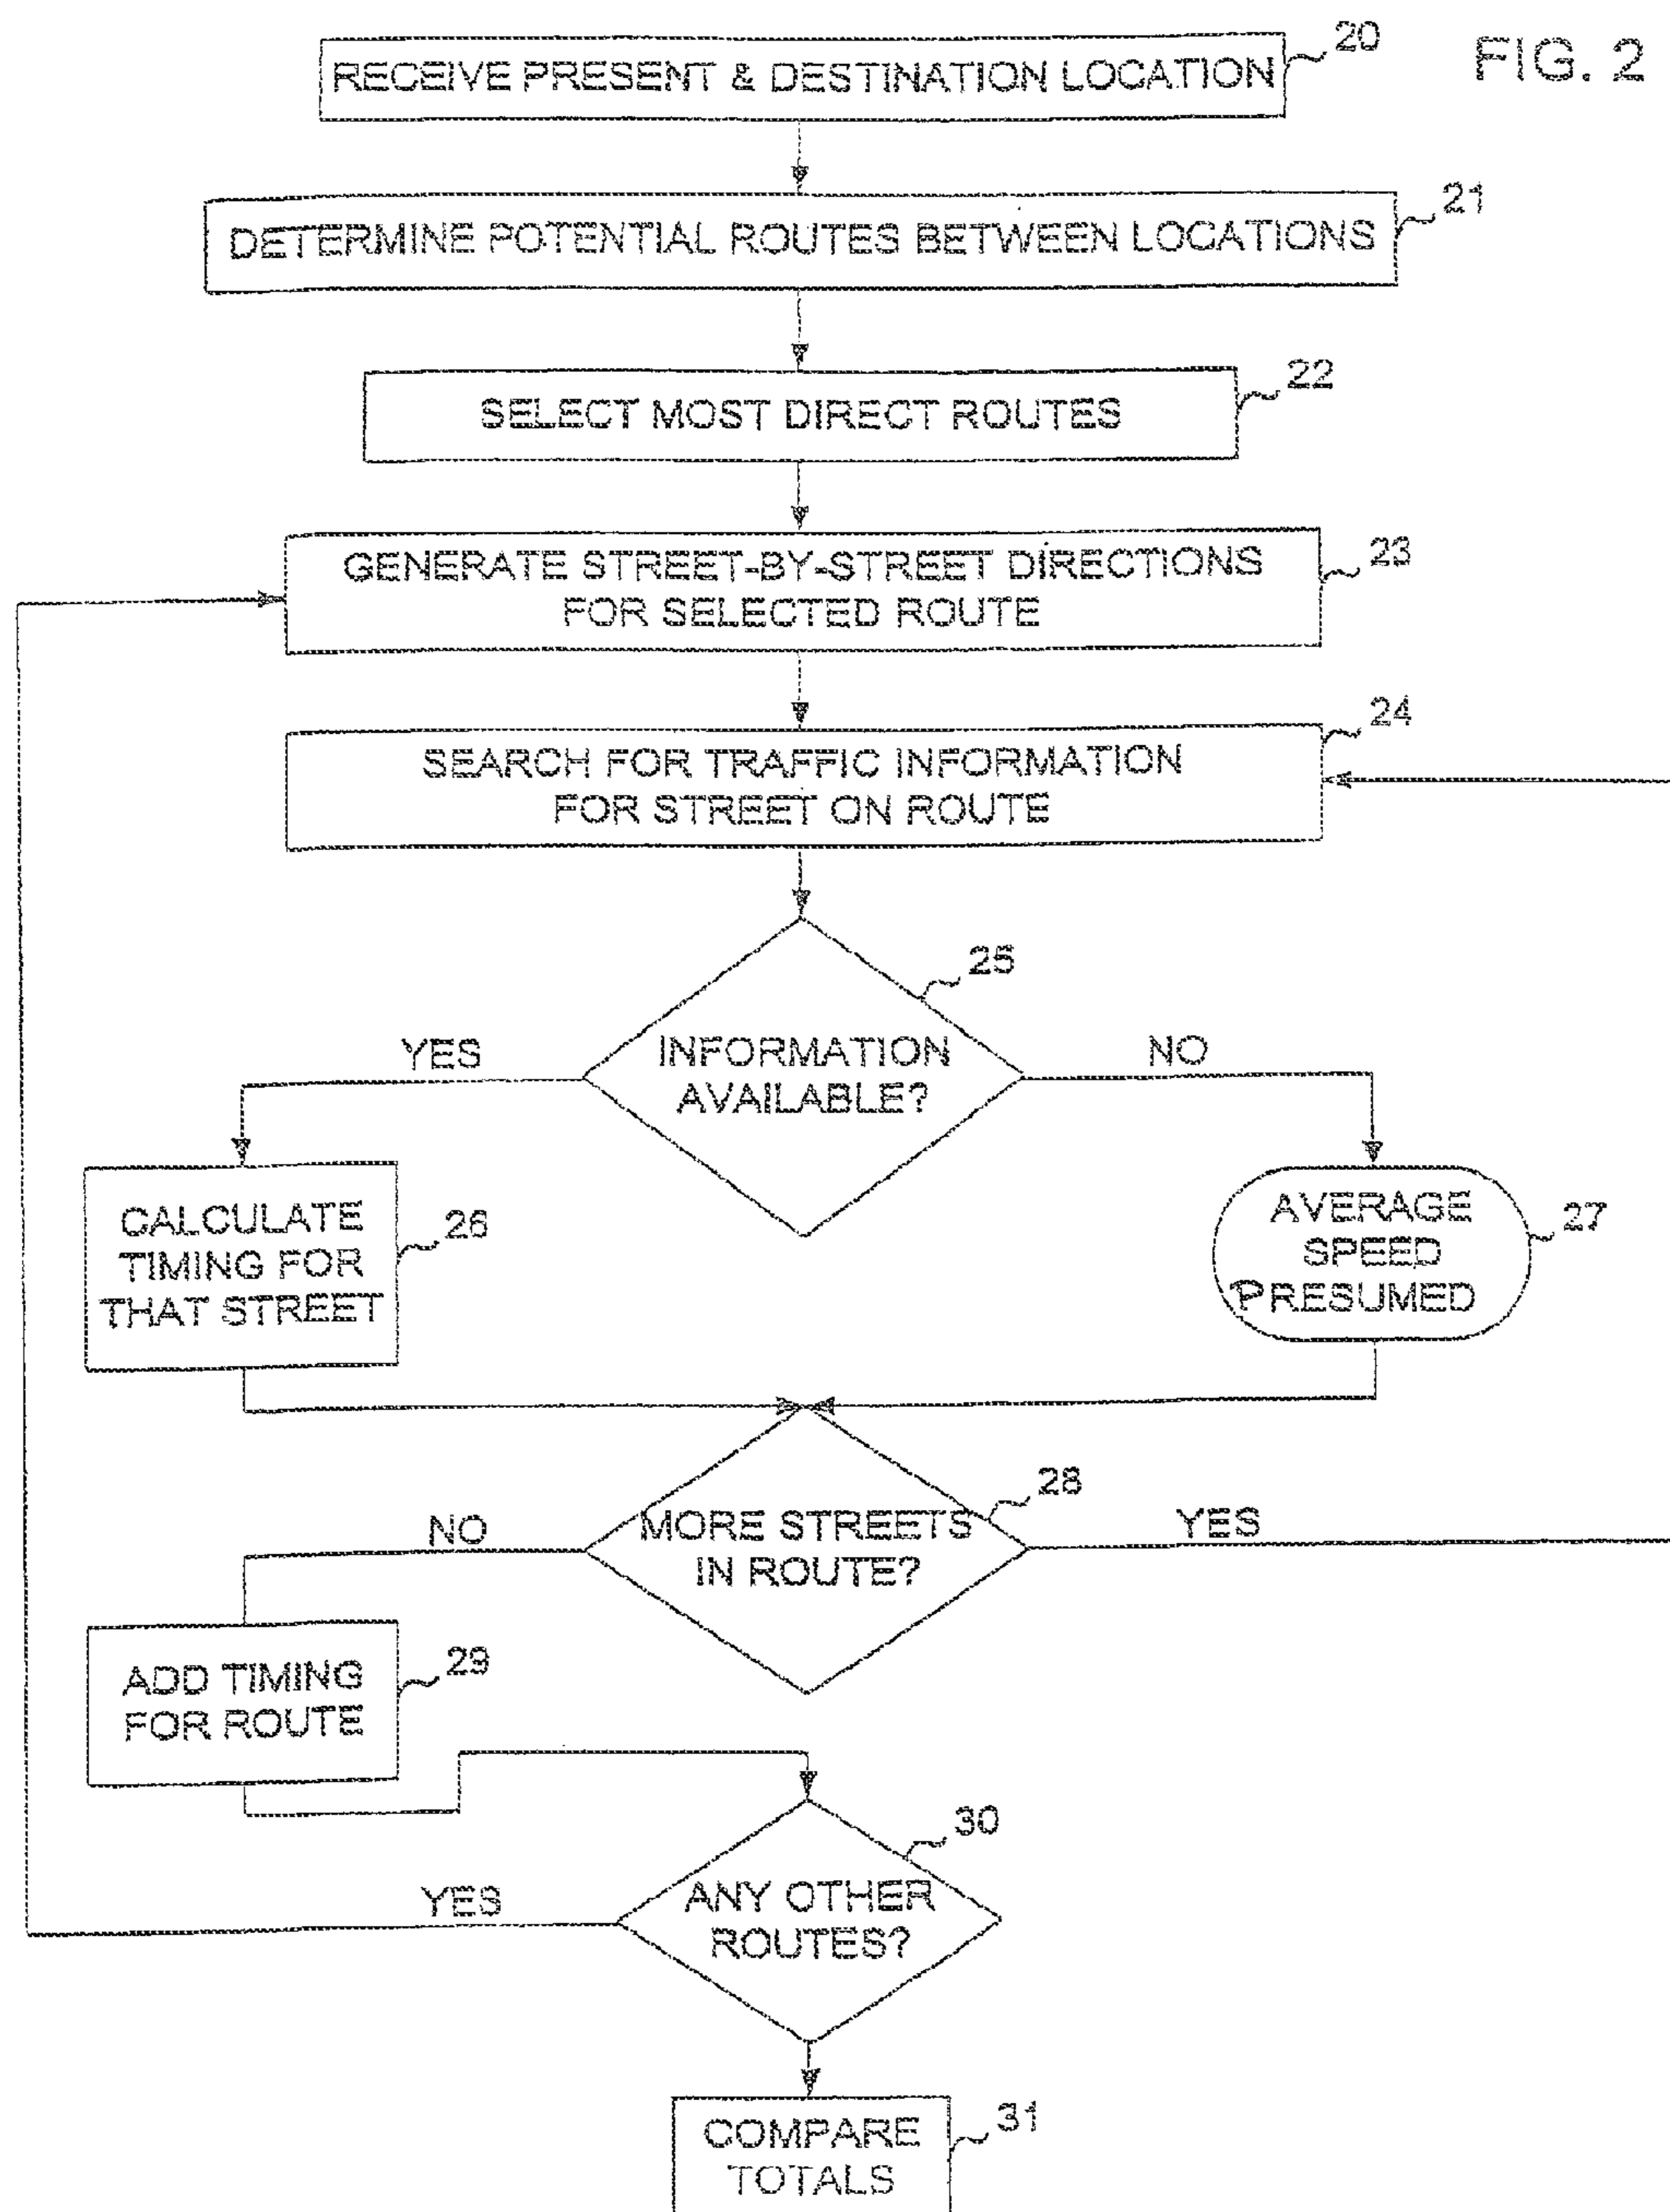 FIG. 2
20
RECEIVE PRESENT & DESTINATION LOCATION
21
DETERMINE POTENTIAL ROUTES BETWEEN LOCATIONS
22
SELECT MOST DIRECT ROUTES
23
GENERATE STREET-BY-STREET DIRECTIONS
FOR SELECTED ROUTE
24
SEARCH FOR TRAFFIC INFORMATION
FOR STREET ON ROUTE
25
INFORMATION
AVAILABLE?
YES
NO
CALCULATE
TIMING FOR
THAT STREET
26
AVERAGE
SPEED
PRESUMED
27
28
MORE STREETS
IN ROUTE?
NO
YES
ADD TIMING
FOR ROUTE
29
30
ANY OTHER
ROUTES?
YES
COMPARE
TOTALS
31